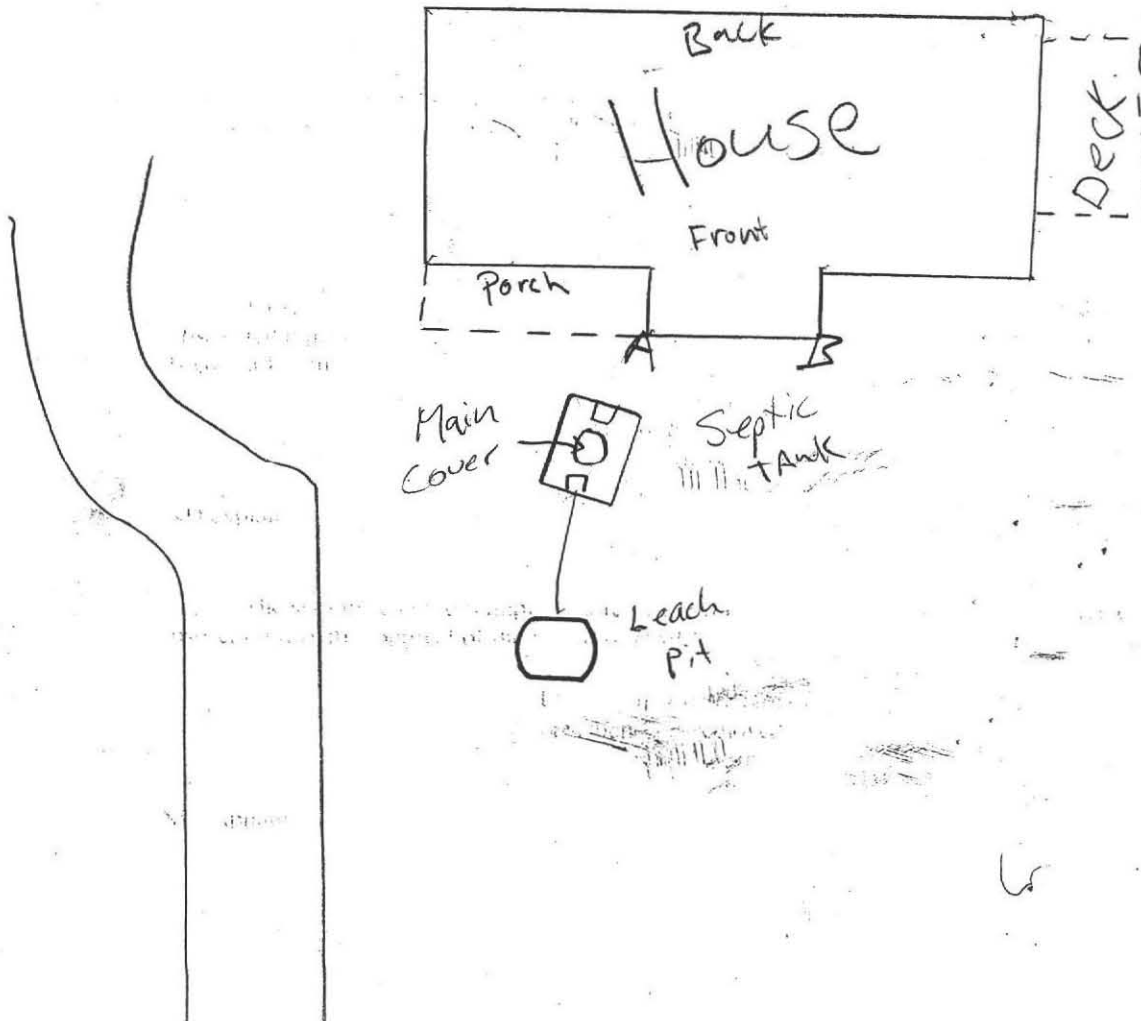 Back
House
Deck
Front
Porch
A
B
Main
Cover
Septic
tAnk
Leach
pit